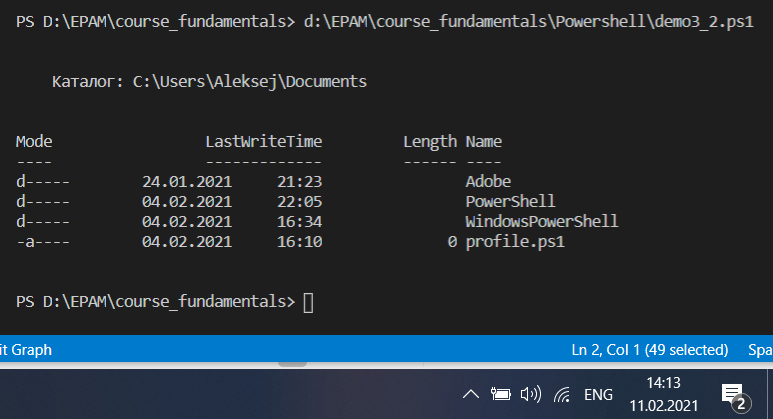 PS D:\EPAM\course_fundamentals> d:\EPAM\course_fundamentals\Powershell\demo3_2.ps1
Каталог: C:\Users\Aleksej\Documents
Mode LastWriteTime Length Name
---- ------------- ------ ----
d----- 24.01.2021 21:23 Adobe
d----- 04.02.2021 22:05 PowerShell
d----- 04.02.2021 16:34 WindowsPowerShell
-a---- 04.02.2021 16:10 0 profile.ps1
PS D:\EPAM\course_fundamentals>
it Graph Ln 2, Col 1 (49 selected) Spa
ENG 14:13 2
11.02.2021